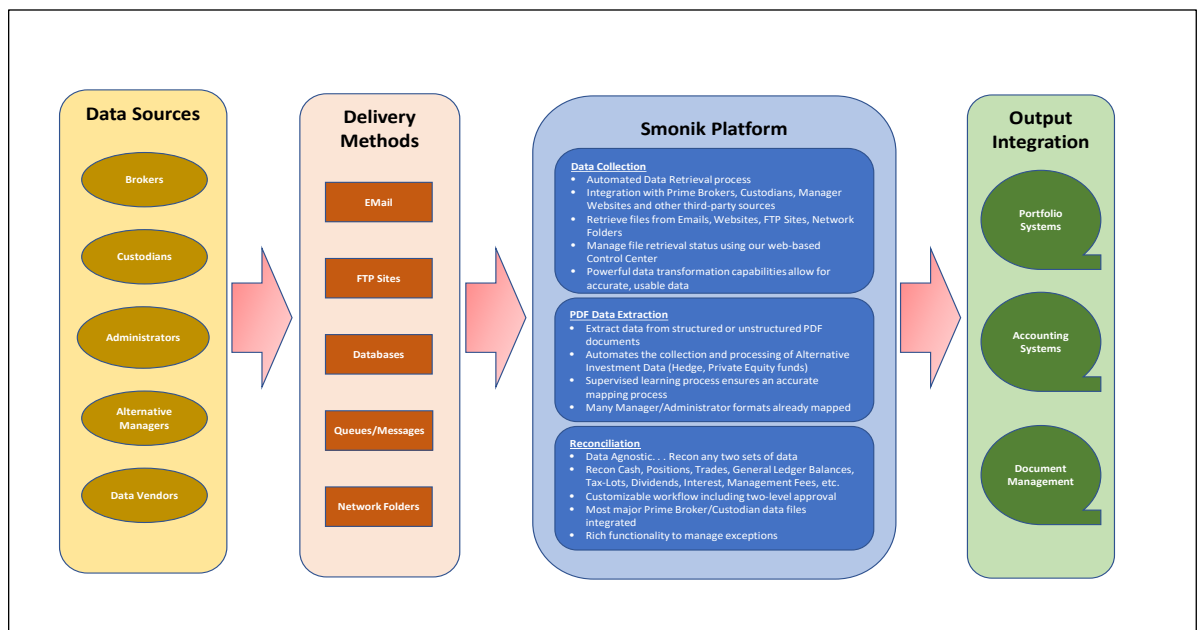 Data Sources
Brokers
Custodians
Administrators
Alternative
Managers
Data Vendors
Delivery
Methods
EMail
FTP Sites
Databases
Queues/Messages
Network Folders
Smonik Platform
Data Collection
• Automated Data Retrieval process
• Integration with Prime Brokers, Custodians, Manager
Websites and other third-party sources
• Retrieve files from Emails, Websites, FTP Sites, Network
Folders
• Manage file retrieval status using our web-based
Control Center
• Powerful data transformation capabilities allow for
accurate, usable data
PDF Data Extraction
• Extract data from structured or unstructured PDF
documents
• Automates the collection and processing of Alternative
Investment Data (Hedge, Private Equity funds)
• Supervised learning process ensures an accurate
mapping process
• Many Manager/Administrator formats already mapped
Reconciliation
• Data Agnostic. . . Recon any two sets of data
• Recon Cash, Positions, Trades, General Ledger Balances,
Tax-Lots, Dividends, Interest, Management Fees, etc.
• Customizable workflow including two-level approval
• Most major Prime Broker/Custodian data files
integrated
• Rich functionality to manage exceptions
Output
Integration
Portfolio
Systems
Accounting
Systems
Document
Management